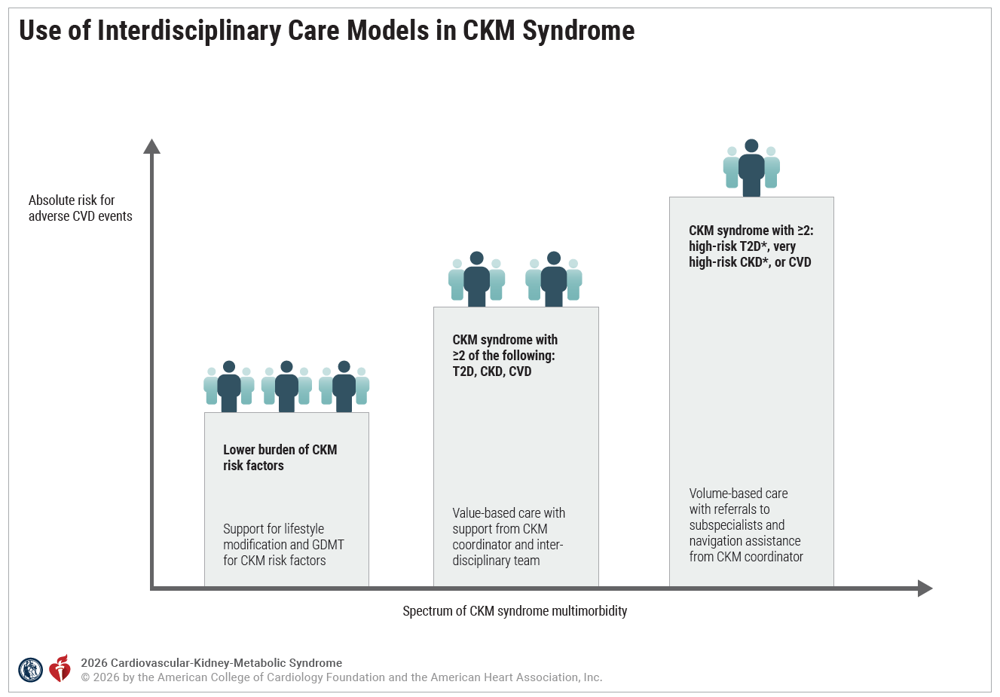 Use of Interdisciplinary Care Models in CKM Syndrome
Absolute risk for
adverse CVD events
Lower burden of CKM
risk factors
Support for lifestyle
modification and GDMT
for CKM risk factors
CKM syndrome with
≥2 of the following:
T2D, CKD, CVD
Value-based care with
support from CKM
coordinator and inter-
disciplinary team
CKM syndrome with ≥2:
high-risk T2D*, very
high-risk CKD*, or CVD
Volume-based care
with referrals to
subspecialists and
navigation assistance
from CKM coordinator
Spectrum of CKM syndrome multimorbidity
2026 Cardiovascular-Kidney-Metabolic Syndrome
© 2026 by the American College of Cardiology Foundation and the American Heart Association, Inc.